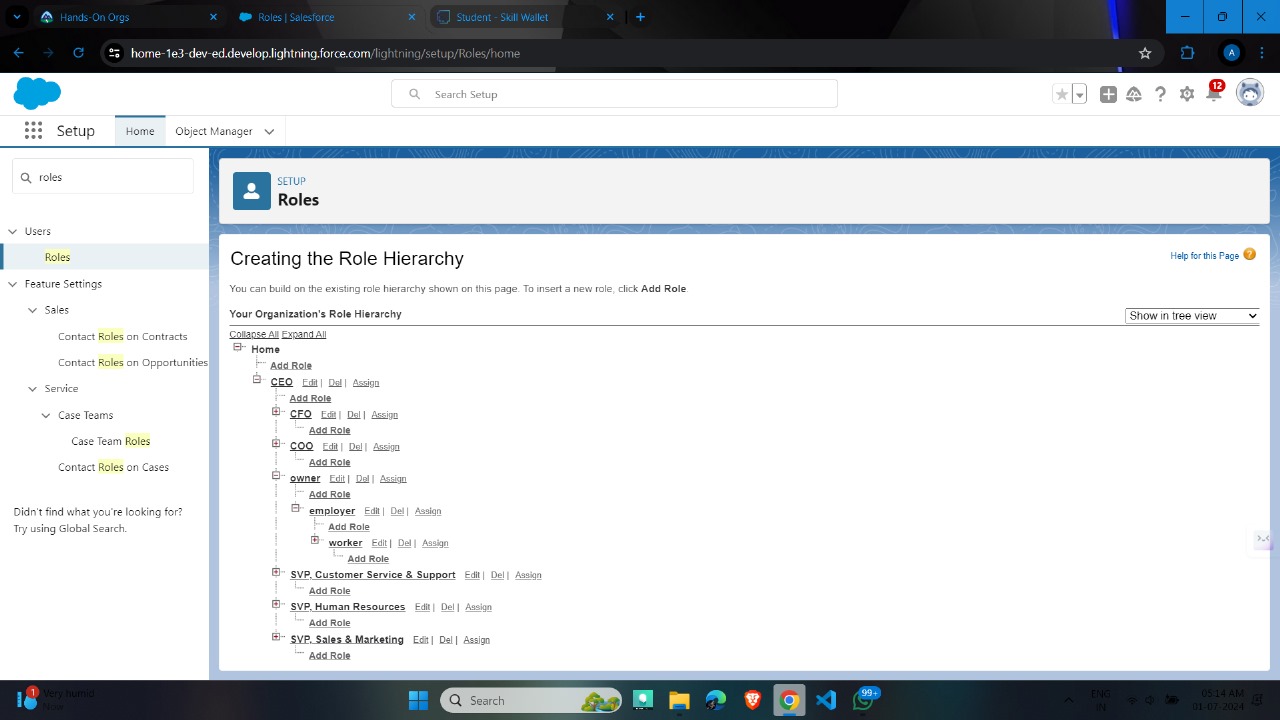 Hands-On Orgs
Roles | Salesforce
Student - Skill Wallet
home-1e3-dev-ed.develop.lightning.force.com/lightning/setup/Roles/home
A
Search Setup
12
Setup
Home
Object Manager
roles
Users
Roles
Feature Settings
Sales
Contact Roles on Contracts
Contact Roles on Opportunities
Service
Case Teams
Case Team Roles
Contact Roles on Cases
Didn't find what you're looking for?
Try using Global Search.
SETUP
Roles
Creating the Role Hierarchy
Help for this Page ?
You can build on the existing role hierarchy shown on this page. To insert a new role, click Add Role.
Your Organization's Role Hierarchy
Show in tree view
Collapse All Expand All
Home
Add Role
CEO Edit | Del | Assign
Add Role
CFO Edit | Del | Assign
Add Role
COO Edit | Del | Assign
Add Role
owner Edit | Del | Assign
Add Role
employer Edit | Del | Assign
Add Role
worker Edit | Del | Assign
Add Role
SVP, Customer Service & Support Edit | Del | Assign
Add Role
SVP, Human Resources Edit | Del | Assign
Add Role
SVP, Sales & Marketing Edit | Del | Assign
Add Role
1
Very humid
Now
Search
99+
ENG
IN
05:14 AM
01-07-2024